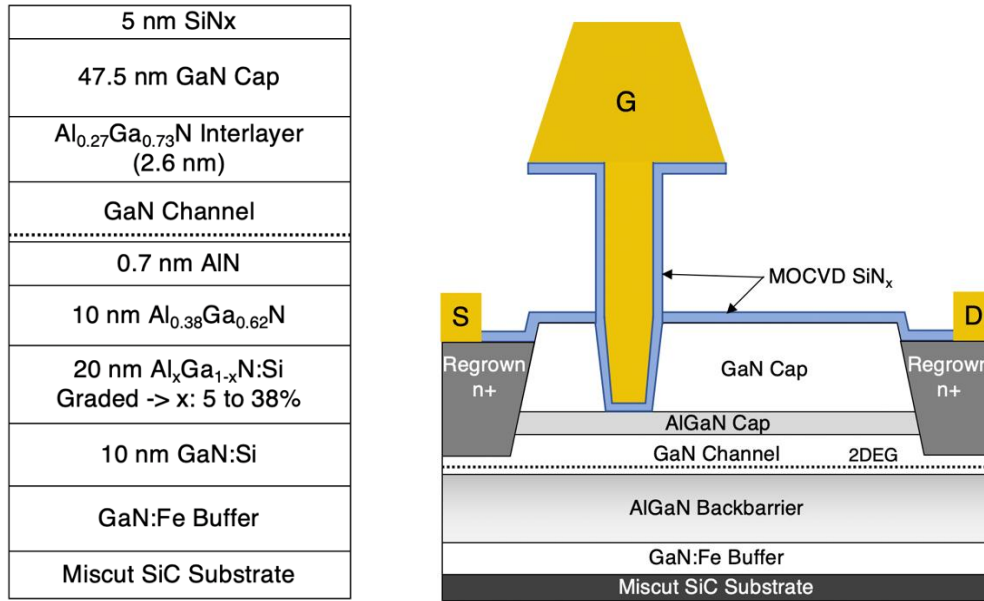 5 nm SiNx
47.5 nm GaN Cap
Al₀.₂₇Ga₀.₇₃N Interlayer
(2.6 nm)
GaN Channel
0.7 nm AlN
10 nm Al₀.₃₈Ga₀.₆₂N
20 nm AlₓGa₁₋ₓN:Si
Graded -> x: 5 to 38%
10 nm GaN:Si
GaN:Fe Buffer
Miscut SiC Substrate
G
MOCVD SiNₓ
S
D
Regrown
n+
GaN Cap
Regrown
n+
AlGaN Cap
GaN Channel
2DEG
AlGaN Backbarrier
GaN:Fe Buffer
Miscut SiC Substrate